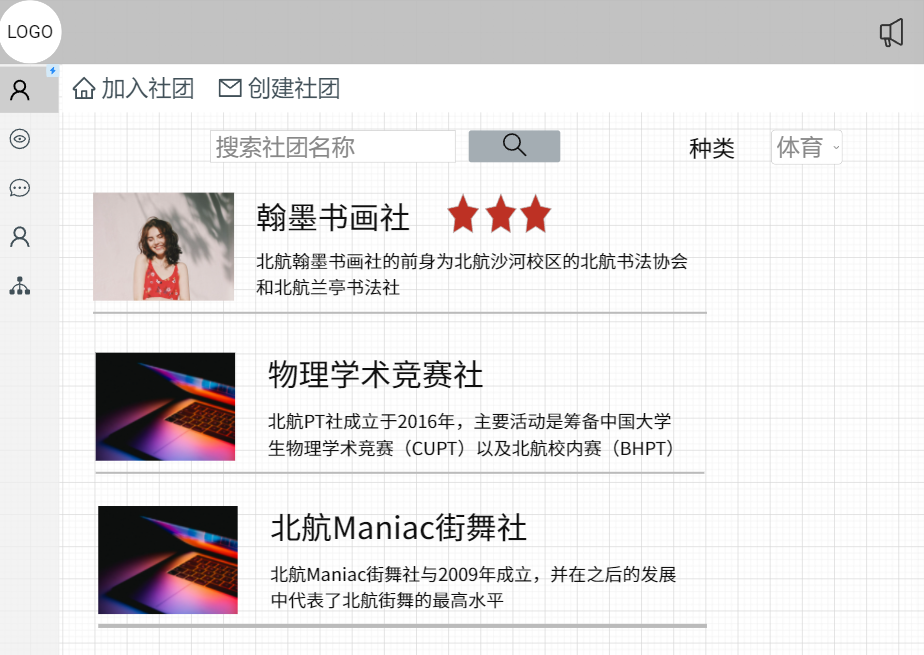 LOGO
加入社团 创建社团
搜索社团名称
种类 体育
翰墨书画社
北航翰墨书画社的前身为北航沙河校区的北航书法协会
和北航兰亭书法社
物理学术竞赛社
北航PT社成立于2016年，主要活动是筹备中国大学
生物理学术竞赛（CUPT）以及北航校内赛（BHPT）
北航Maniac街舞社
北航Maniac街舞社与2009年成立，并在之后的发展
中代表了北航街舞的最高水平